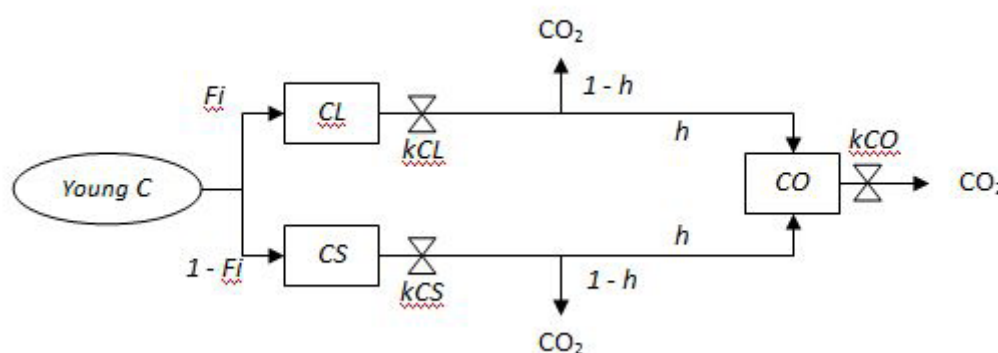 CO₂
1 - h
Fi
CL
kCL
h
kCO
Young C
CO
CO₂
h
CS
1 - Fi
kCS
1 - h
CO₂